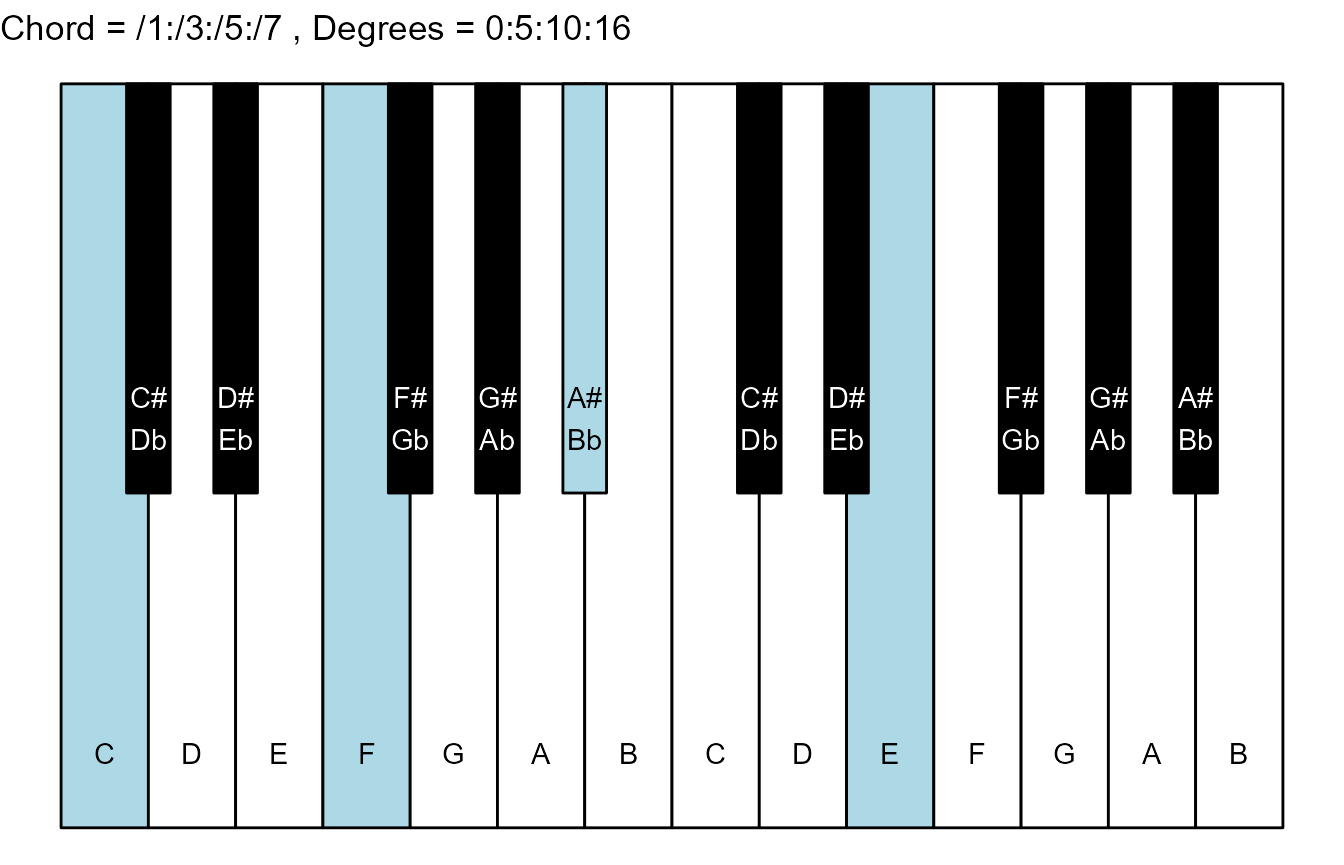 Chord = /1:/3:/5:/7 , Degrees = 0:5:10:16
C# D# F# G# A# C# D# F# G# A#
Db Eb Gb Ab Bb Db Eb Gb Ab Bb
C D E F G A B C D E F G A B